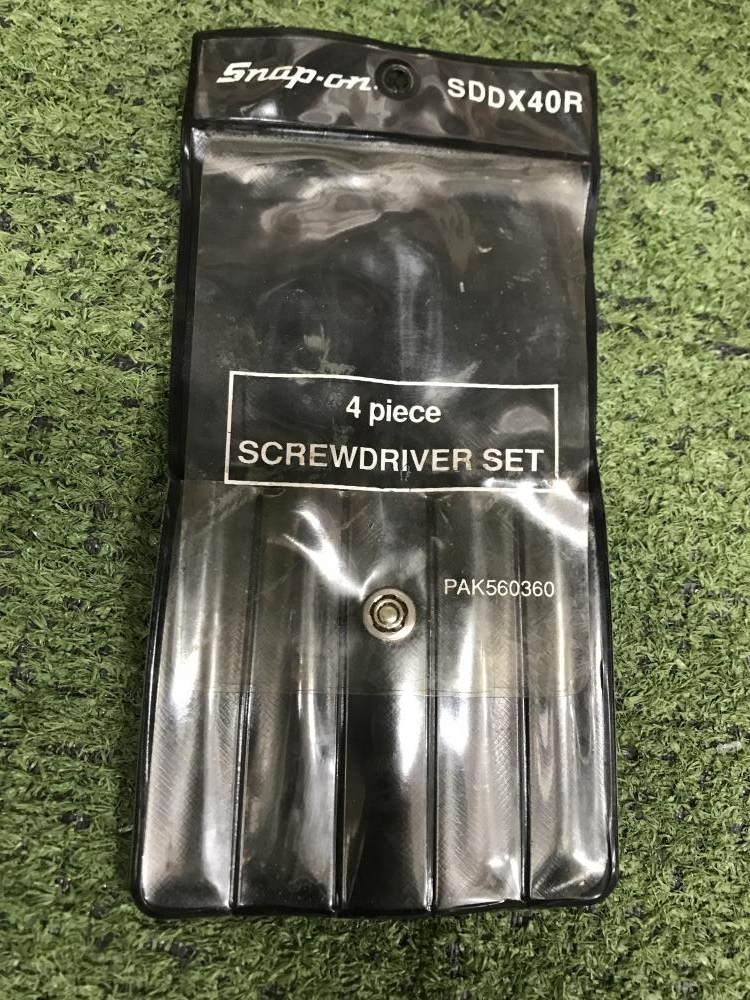 Snap-on. SDDX40R
4 piece
SCREWDRIVER SET
PAK560360